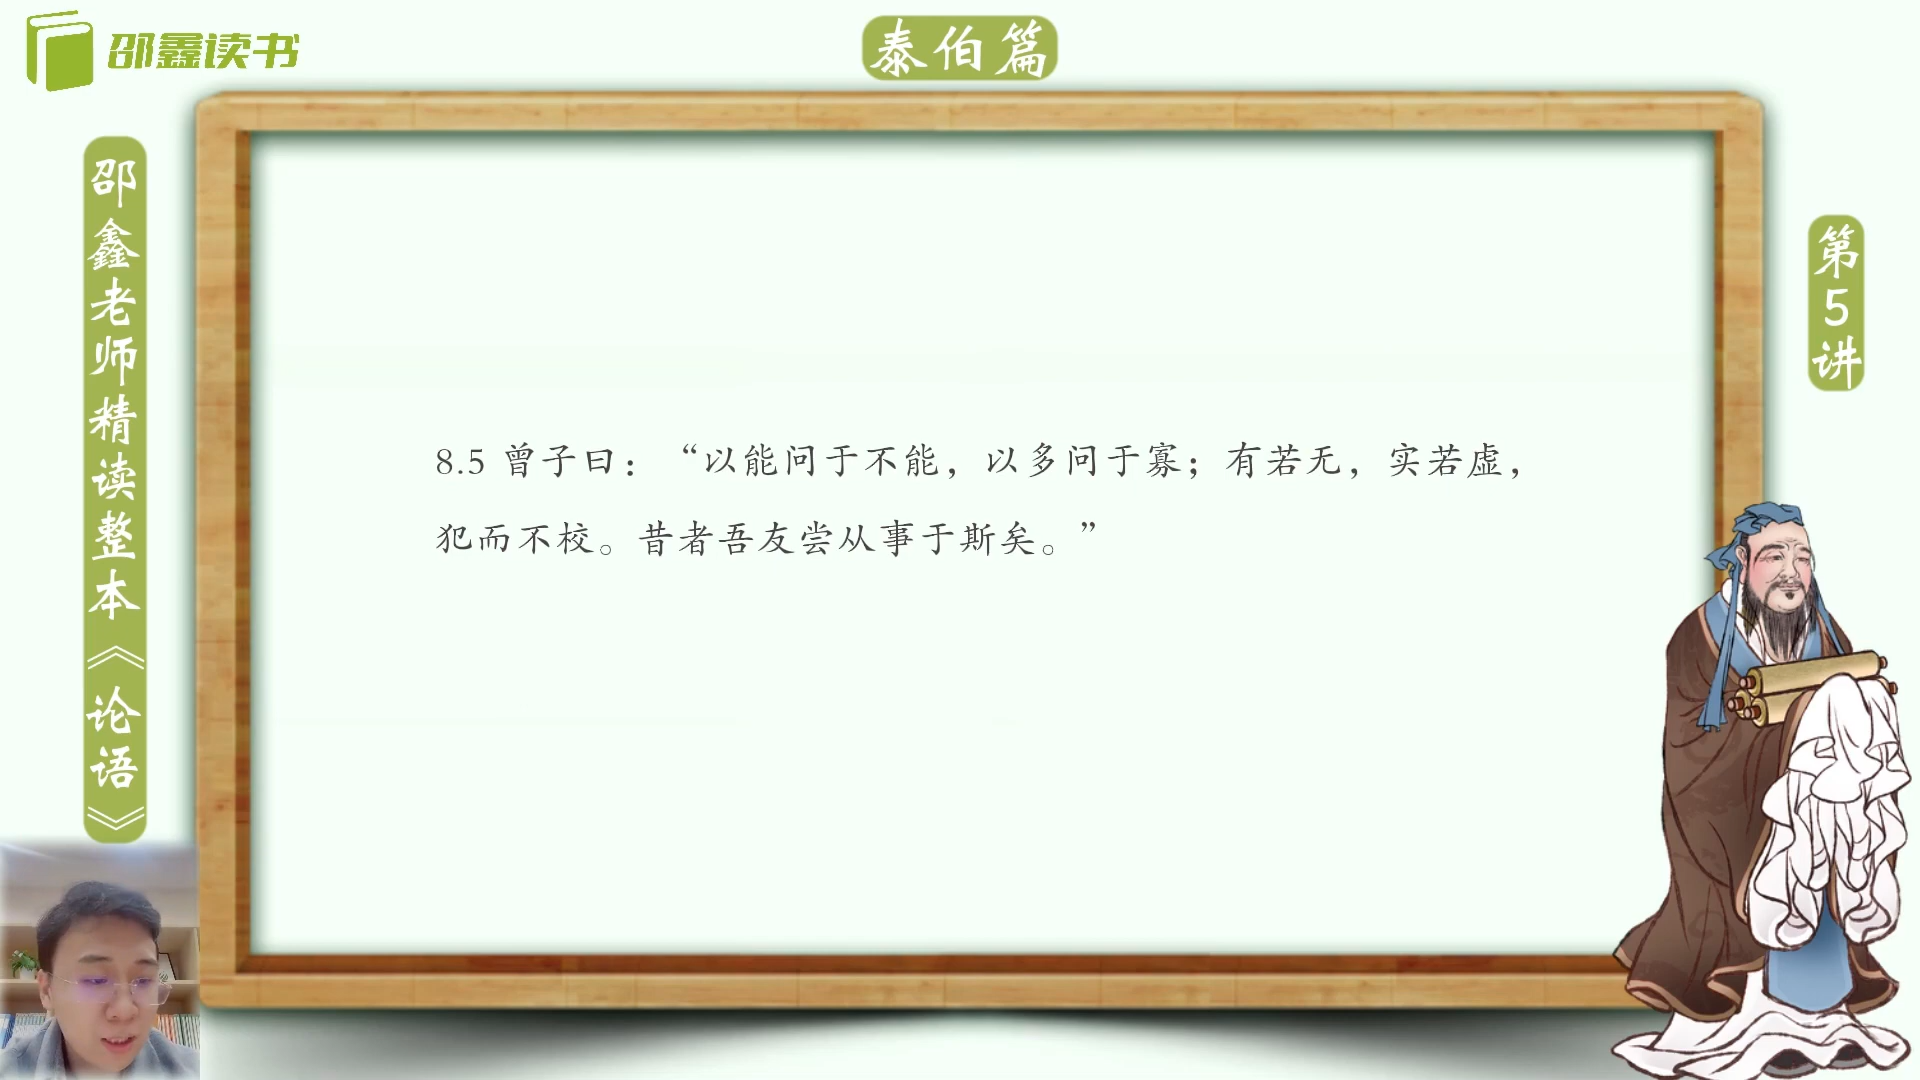 邵鑫读书
泰伯篇
邵鑫老师精读整本《论语》
第5讲
8.5 曾子曰：“以能问于不能，以多问于寡；有若无，实若虚，
犯而不校。昔者吾友尝从事于斯矣。”